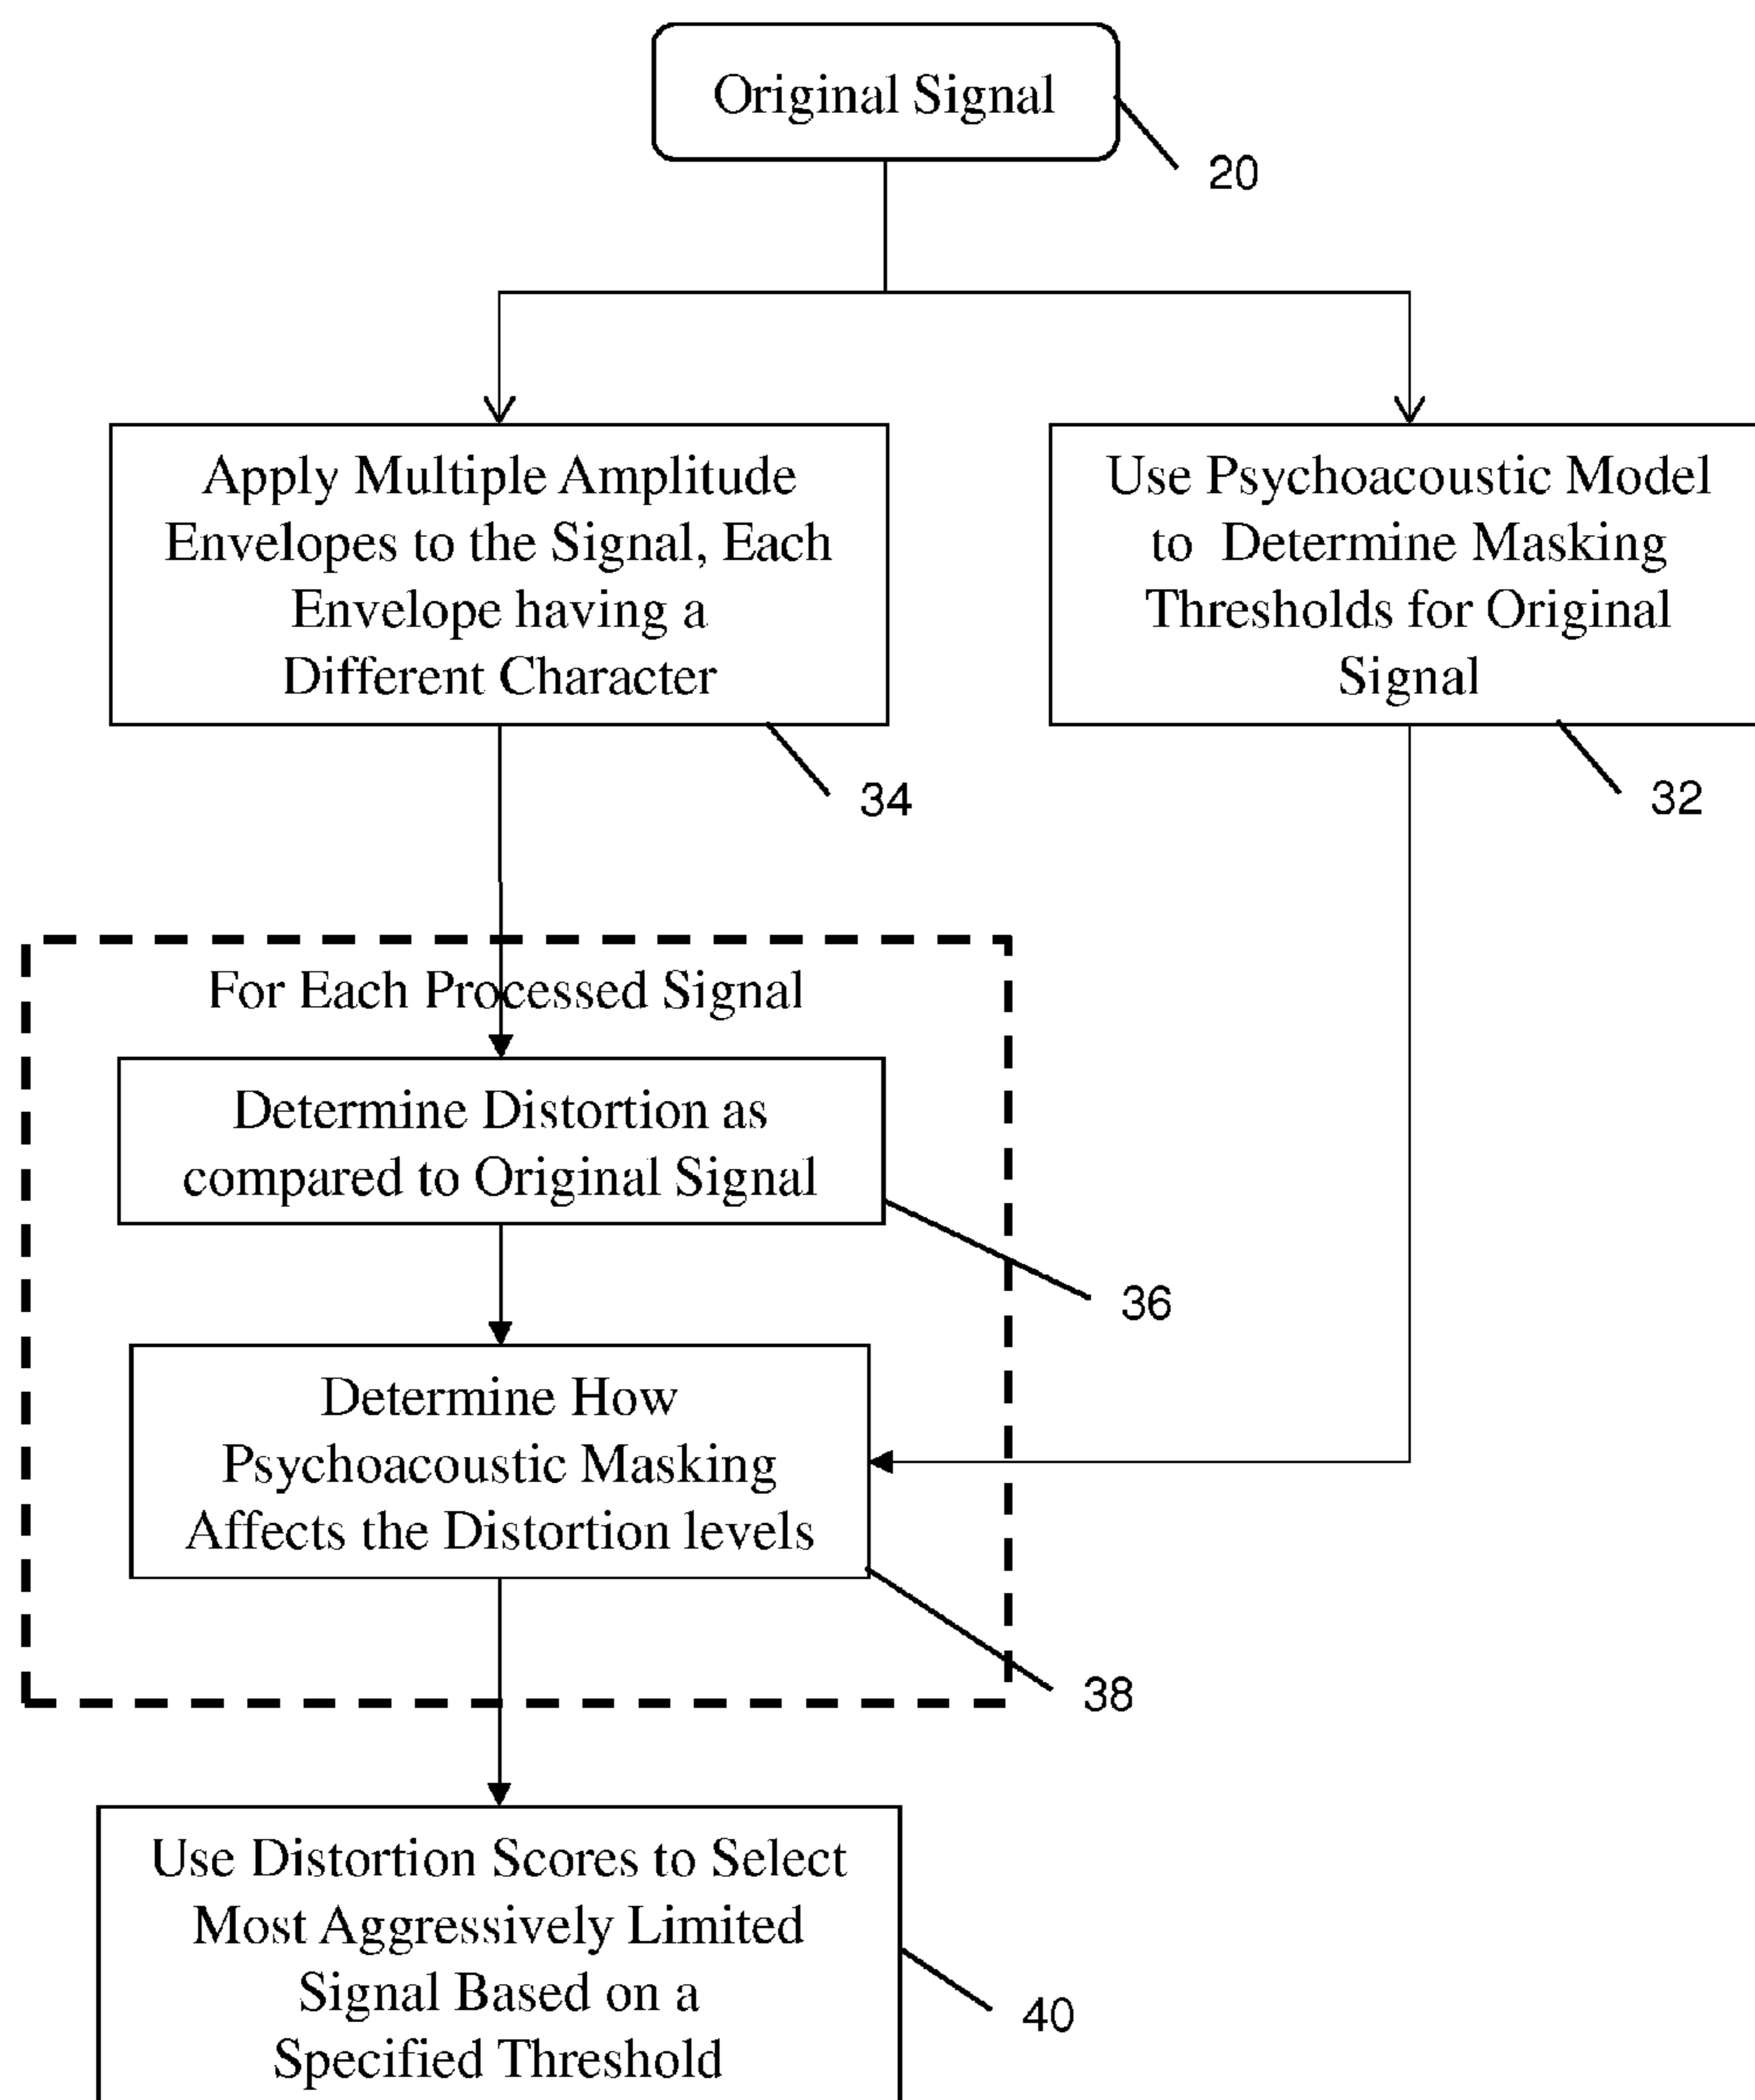 Original Signal
20
Apply Multiple Amplitude
Envelopes to the Signal, Each
Envelope having a
Different Character
34
Use Psychoacoustic Model
to Determine Masking
Thresholds for Original
Signal
32
For Each Processed Signal
Determine Distortion as
compared to Original Signal
36
Determine How
Psychoacoustic Masking
Affects the Distortion levels
38
Use Distortion Scores to Select
Most Aggressively Limited
Signal Based on a
Specified Threshold
40